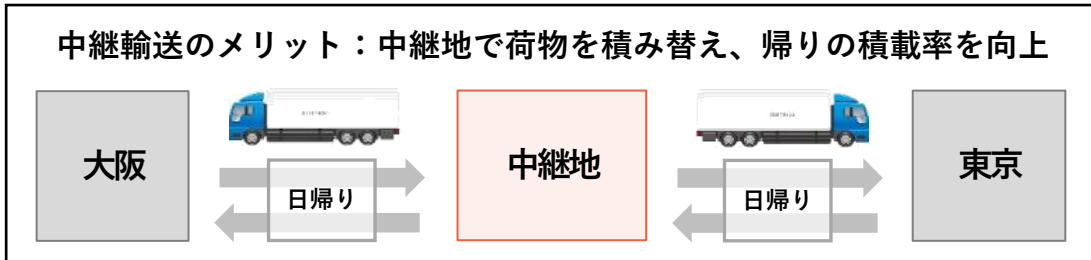 中継輸送のメリット：中継地で荷物を積み替え、帰りの積載率を向上
大阪
日帰り
中継地
日帰り
東京